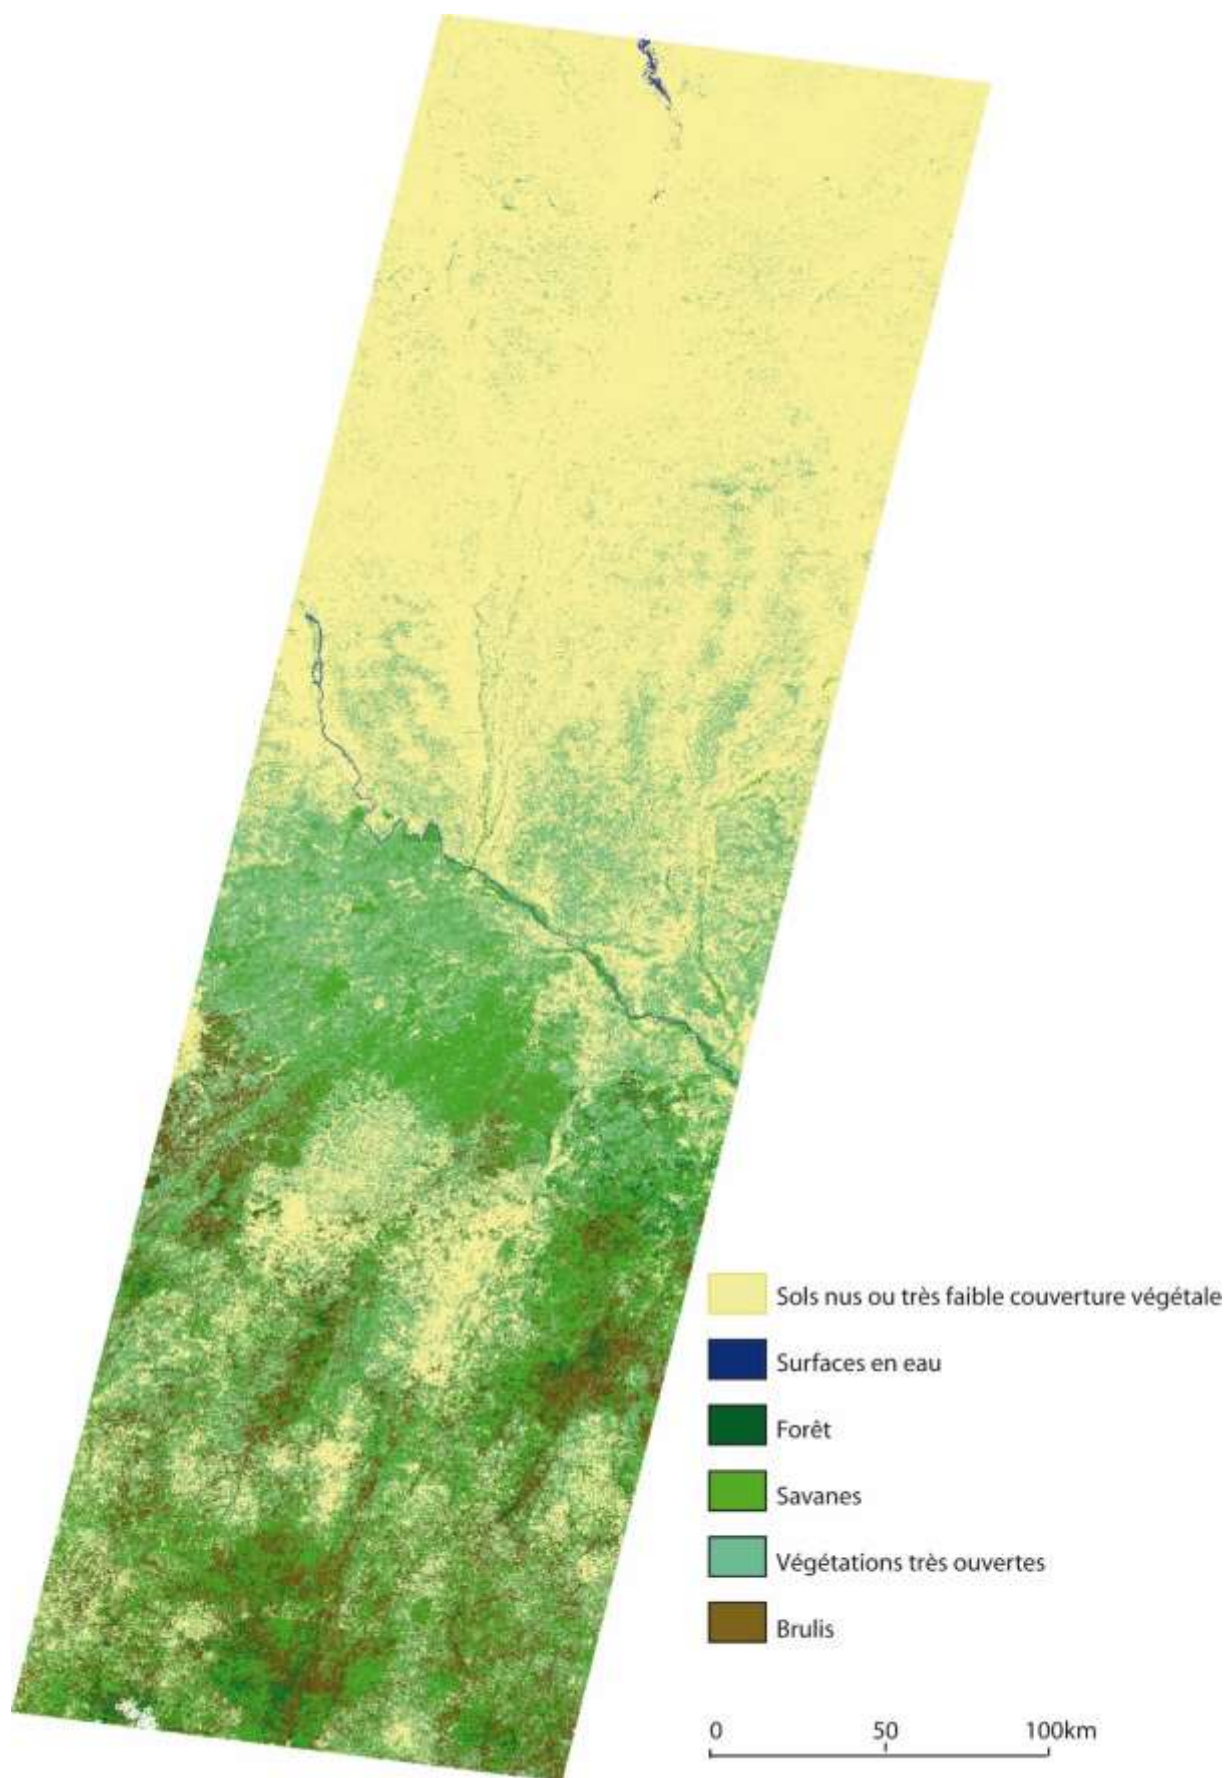 Sols nus ou très faible couverture végétale
Surfaces en eau
Forêt
Savanes
Végétations très ouvertes
Brulis
0 50 100km